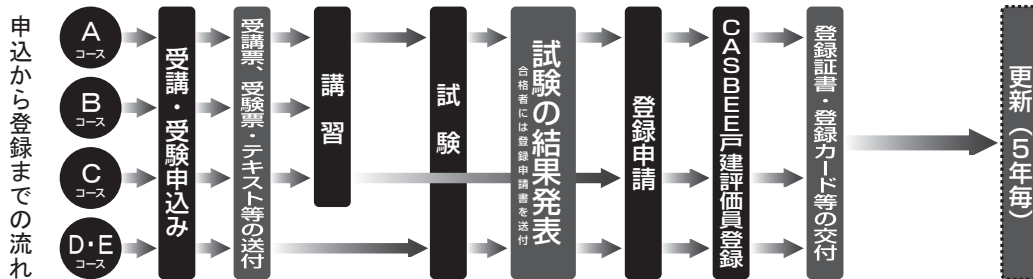 申込から登録までの流れ
A
コース
B
コース
C
コース
D・E
コース
受講・受験申込み
受講票、受験票・テキスト等の送付
講習
試験
試験の結果発表
合格者には登録申請書を送付
登録申請
CASBEE戸建評価員登録
登録証書・登録カード等の交付
更新（5年毎）